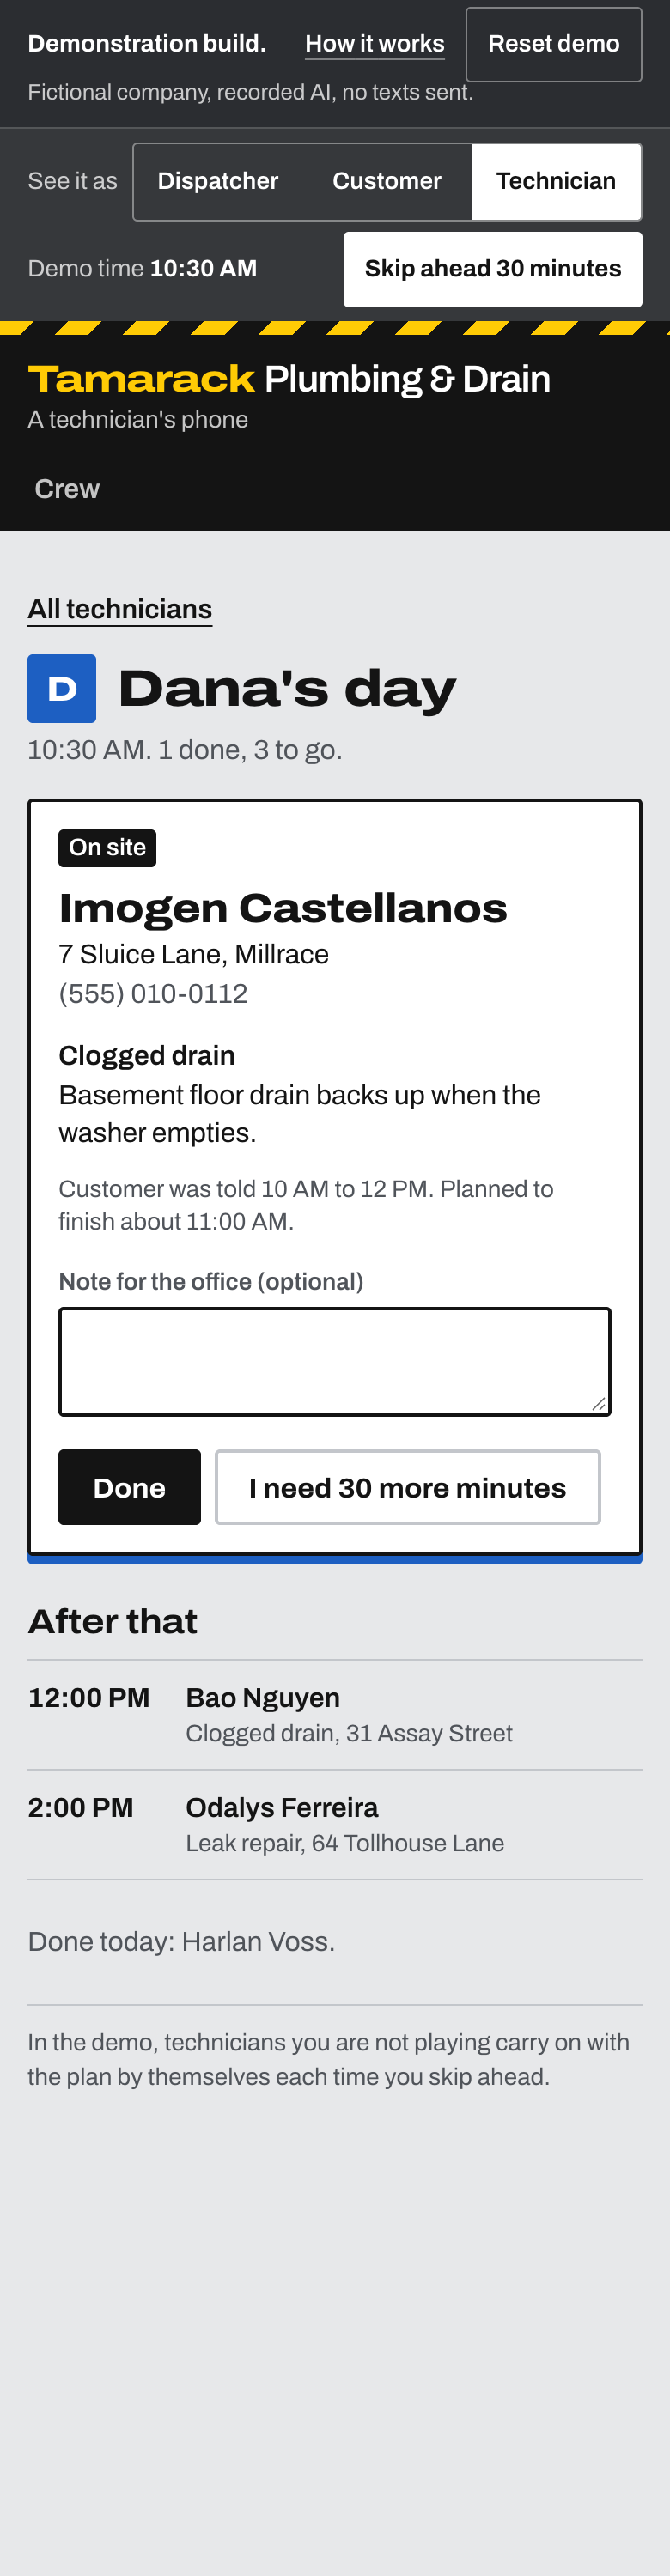 Demonstration build. How it works Reset demo
Fictional company, recorded AI, no texts sent.
See it as Dispatcher Customer Technician
Demo time 10:30 AM Skip ahead 30 minutes
Tamarack Plumbing & Drain
A technician's phone
Crew
All technicians
D Dana's day
10:30 AM. 1 done, 3 to go.
On site
Imogen Castellanos
7 Sluice Lane, Millrace
(555) 010-0112
Clogged drain
Basement floor drain backs up when the
washer empties.
Customer was told 10 AM to 12 PM. Planned to
finish about 11:00 AM.
Note for the office (optional)
Done I need 30 more minutes
After that
12:00 PM Bao Nguyen
Clogged drain, 31 Assay Street
2:00 PM Odalys Ferreira
Leak repair, 64 Tollhouse Lane
Done today: Harlan Voss.
In the demo, technicians you are not playing carry on with
the plan by themselves each time you skip ahead.